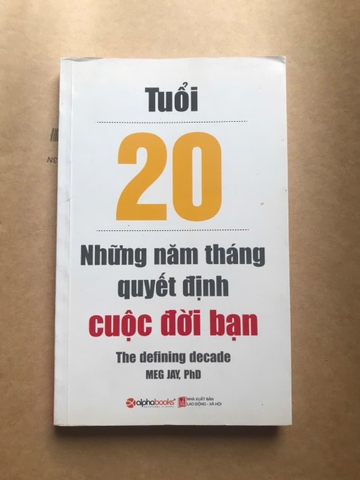 Tuổi
20
Những năm tháng
quyết định
cuộc đời bạn
The defining decade
MEG JAY, PhD
alphabooks
NHÀ XUẤT BẢN
LAO ĐỘNG - XÃ HỘI